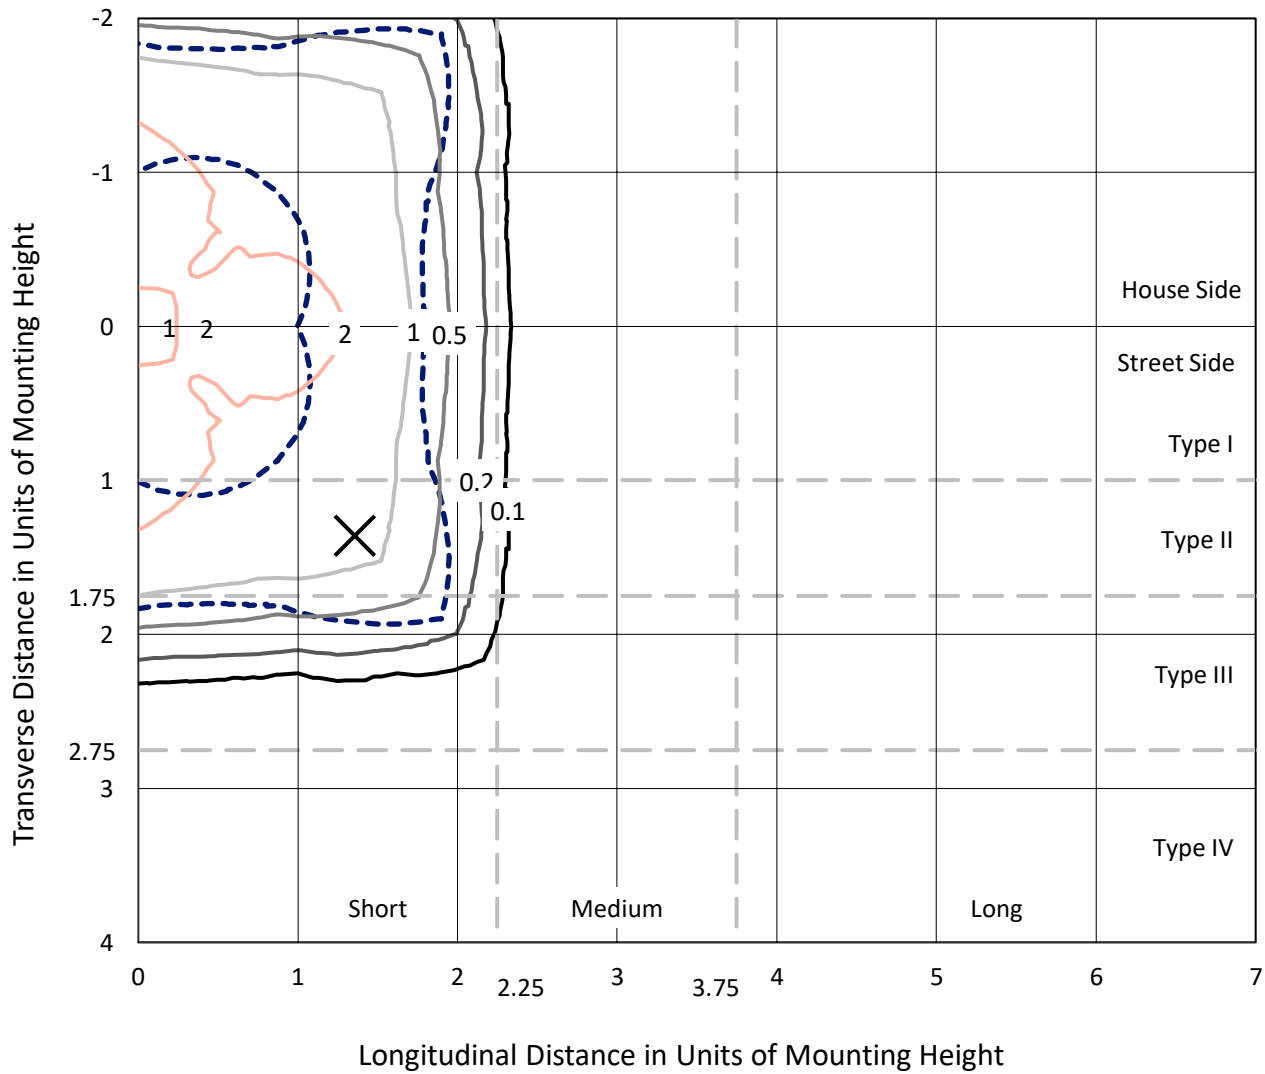 -2
-1
0
1
1.75
2
2.75
3
4
Transverse Distance in Units of Mounting Height
1 2 2 1 0.5
0.2
0.1
House Side
Street Side
Type I
Type II
Type III
Type IV
Short Medium Long
0 1 2 2.25 3 3.75 4 5 6 7
Longitudinal Distance in Units of Mounting Height